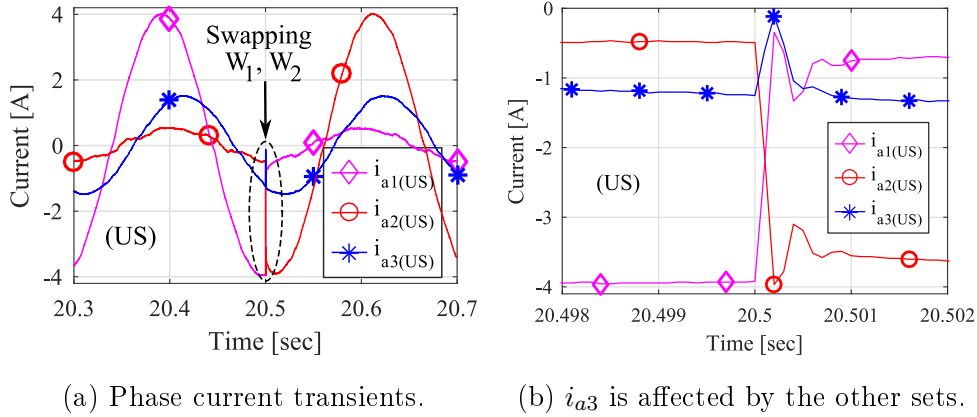 4
2
0
-2
-4
Current [A]
Swapping
W1, W2
(US)
ia1(US)
ia2(US)
ia3(US)
20.3 20.4 20.5 20.6 20.7
Time [sec]
(a) Phase current transients.
0
-1
-2
-3
-4
Current [A]
(US)
ia1(US)
ia2(US)
ia3(US)
20.498 20.499 20.5 20.501 20.502
Time [sec]
(b) ia3 is affected by the other sets.